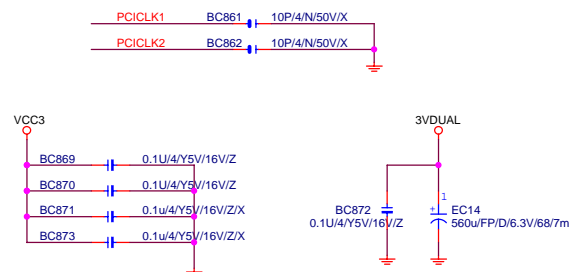 PCICLK1 BC861 10P/4/N/50V/X
PCICLK2 BC862 10P/4/N/50V/X
VCC3
BC869 0.1U/4/Y5V/16V/Z
BC870 0.1U/4/Y5V/16V/Z
BC871 0.1u/4/Y5V/16V/Z/X
BC873 0.1u/4/Y5V/16V/Z/X
3VDUAL
BC872
0.1U/4/Y5V/16V/Z
1
+
EC14
560u/FP/D/6.3V/68/7m